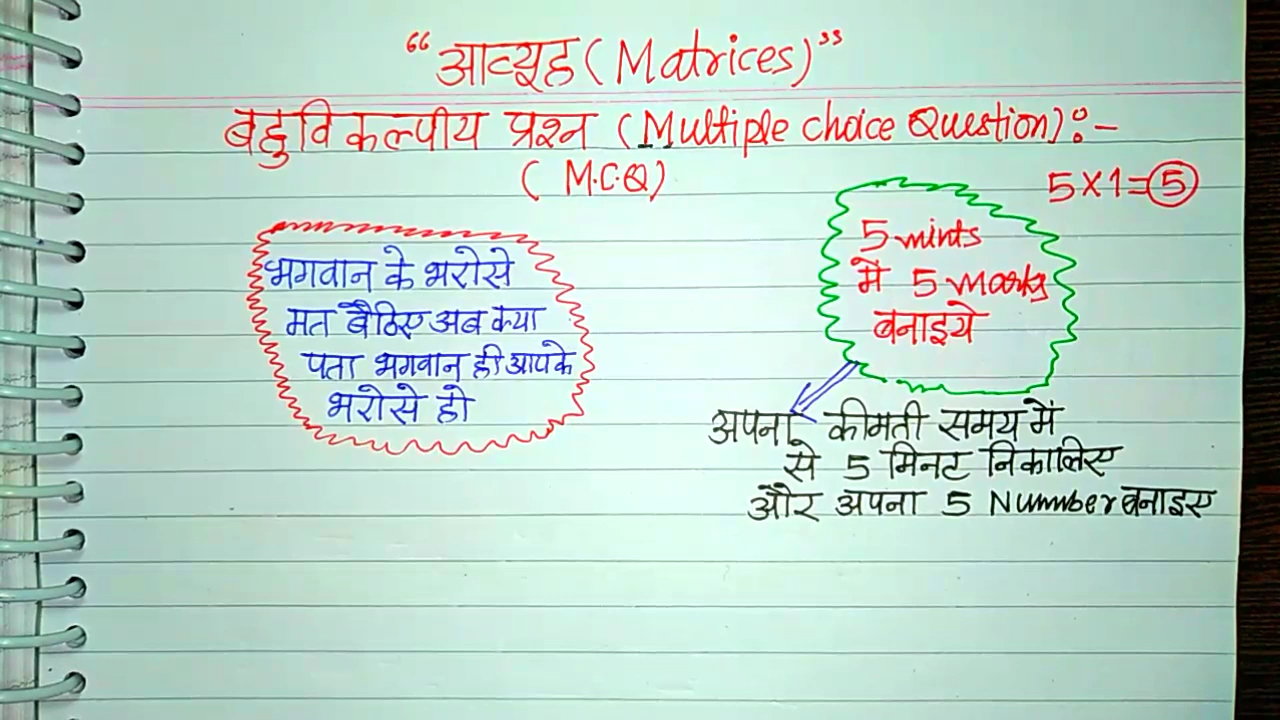 “आव्यूह (Matrices)”
बहुविकल्पीय प्रश्न (Multiple choice Question):-
(M.C.Q)
5×1=5
भगवान के भरोसे
मत बैठिए अब क्या
पता भगवान ही आपके
भरोसे हो
5 mints
में 5 marks
बनाइये
अपना कीमती समय में
से 5 मिनट निकालिए
और अपना 5 Number बनाइए